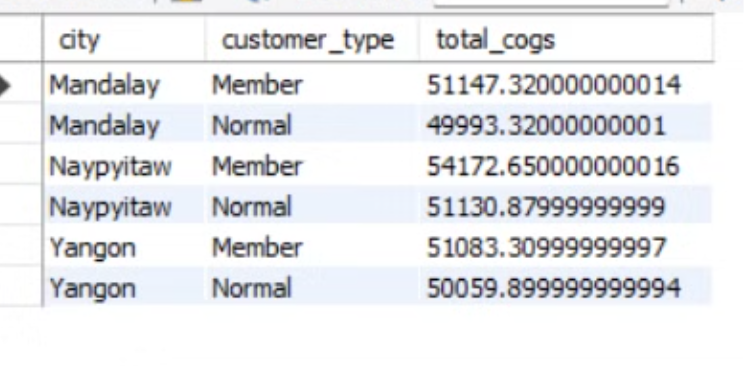 city customer_type total_cogs
Mandalay Member 51147.320000000014
Mandalay Normal 49993.32000000001
Naypyitaw Member 54172.650000000016
Naypyitaw Normal 51130.87999999999
Yangon Member 51083.30999999997
Yangon Normal 50059.899999999994